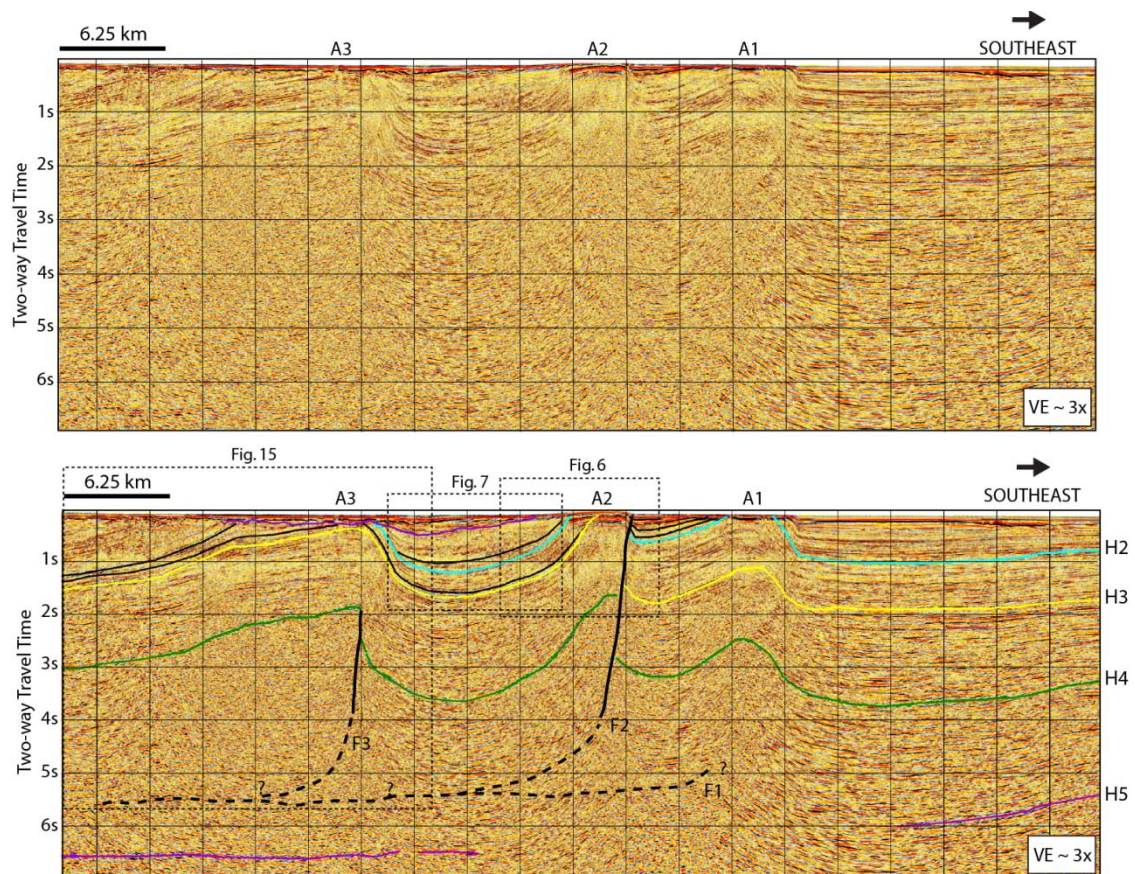 6.25 km
A3
A2
A1
SOUTHEAST
1s
2s
3s
4s
5s
6s
Two-way Travel Time
VE ~ 3x
Fig. 15
6.25 km
Fig. 7
Fig. 6
A3
A2
A1
SOUTHEAST
1s
2s
3s
4s
5s
6s
Two-way Travel Time
H2
H3
H4
H5
F3
F2
F1
?
?
?
VE ~ 3x